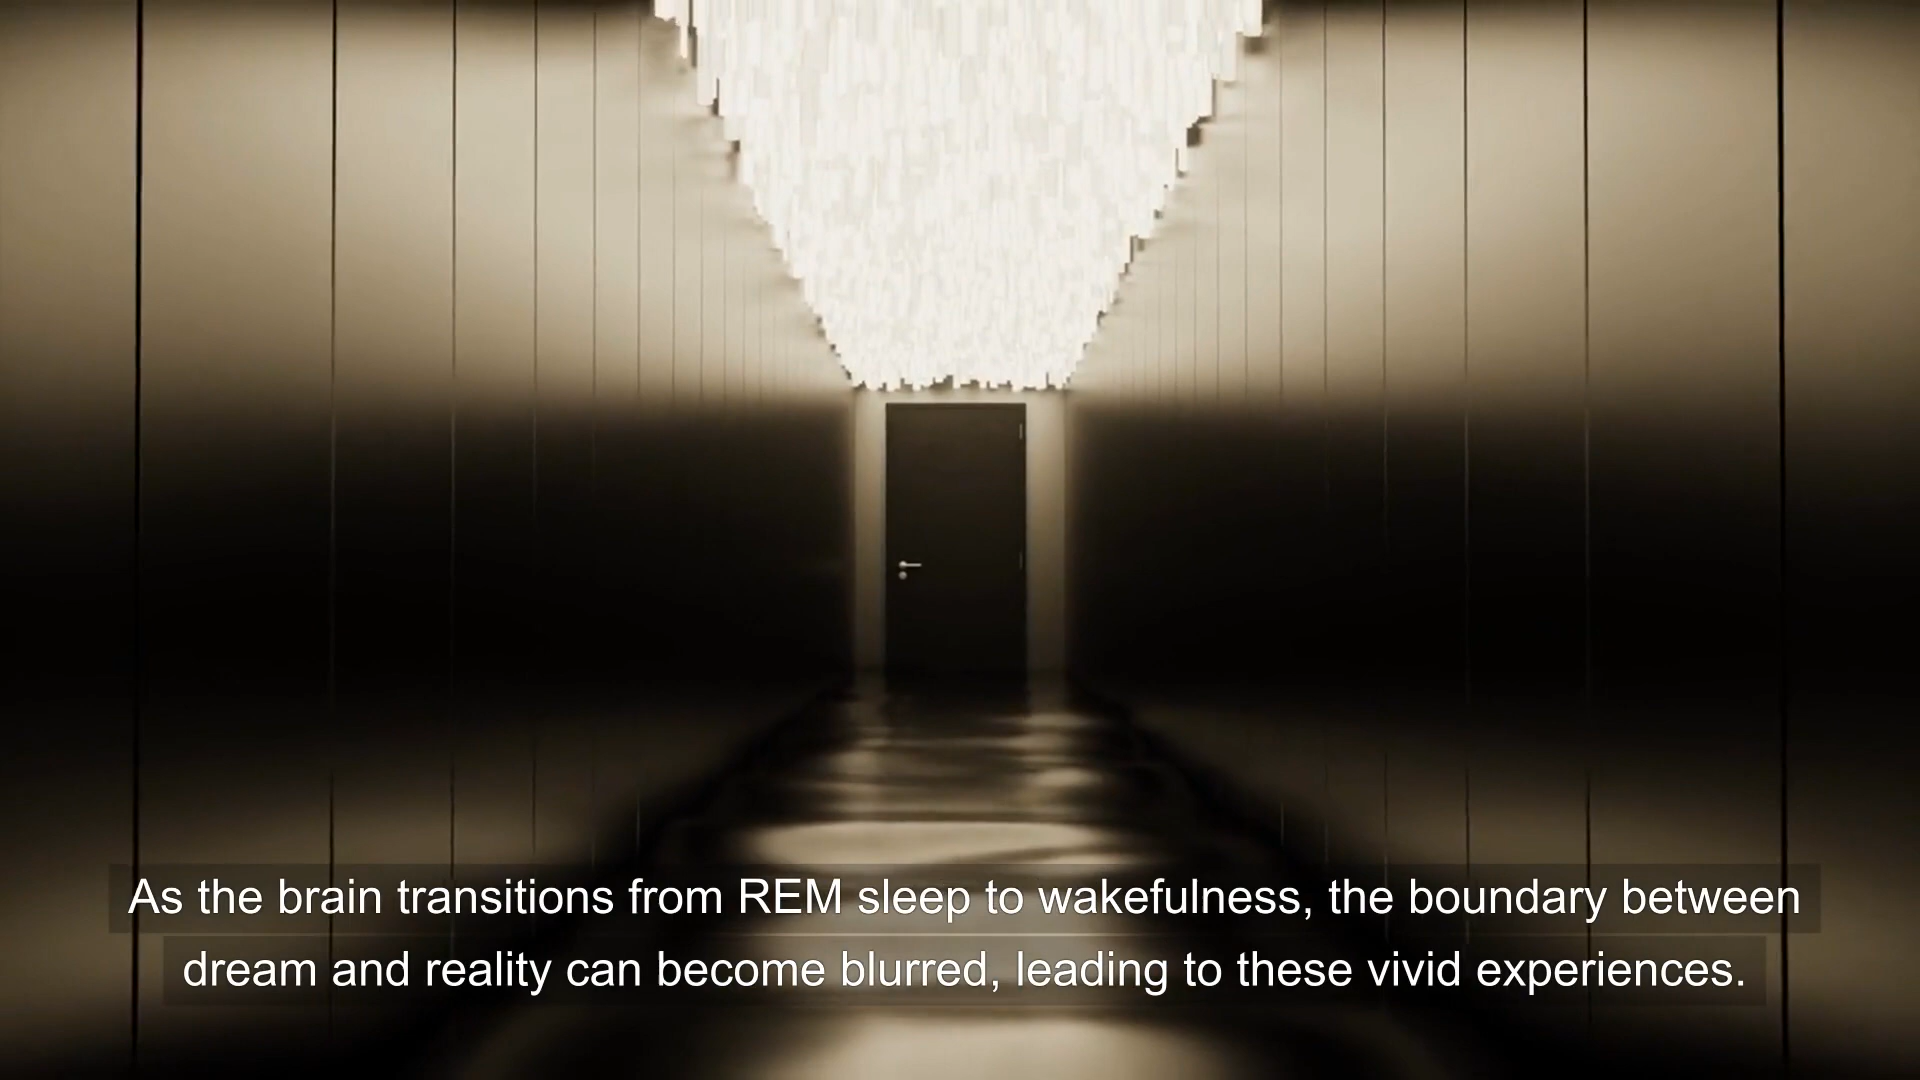 As the brain transitions from REM sleep to wakefulness, the boundary between
dream and reality can become blurred, leading to these vivid experiences.